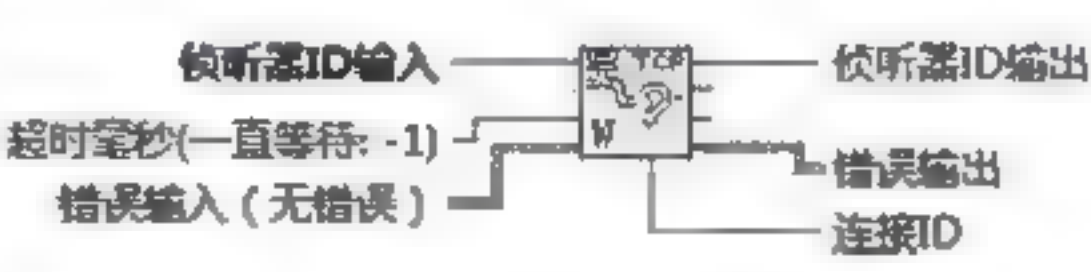 侦听器ID输入
超时毫秒(一直等待: -1)
错误输入(无错误)
TCP
W
侦听器ID输出
错误输出
连接ID